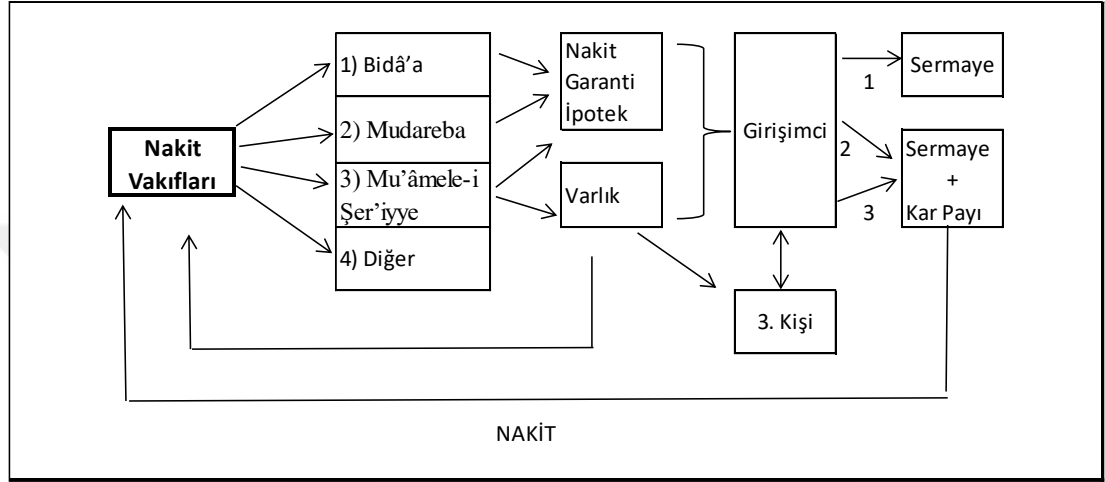 Nakit
Vakıfları
1) Bidâ’a
2) Mudareba
3) Mu’âmele-i
Şer’iyye
4) Diğer
Nakit
Garanti
İpotek
Varlık
Girişimci
3. Kişi
1
2
3
Sermaye
Sermaye
+
Kar Payı
NAKİT